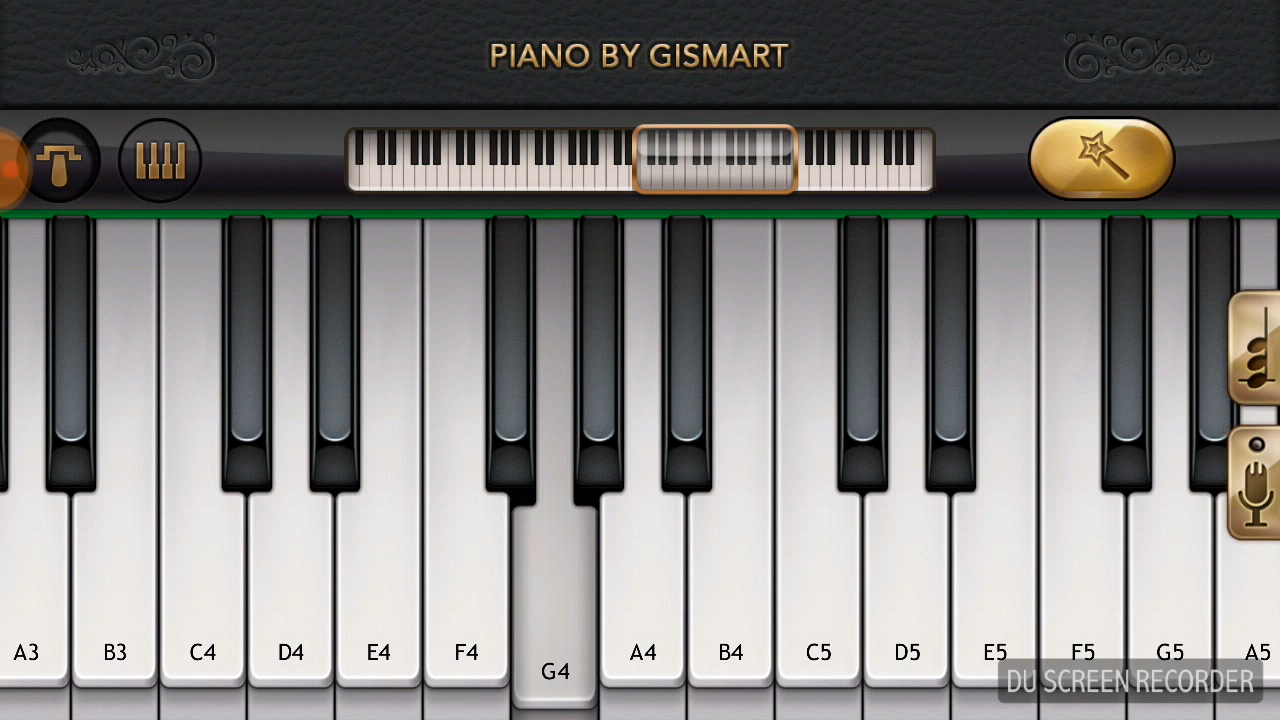 PIANO BY GISMART
A3 B3 C4 D4 E4 F4 G4 A4 B4 C5 D5 E5 F5 G5 A5
DU SCREEN RECORDER